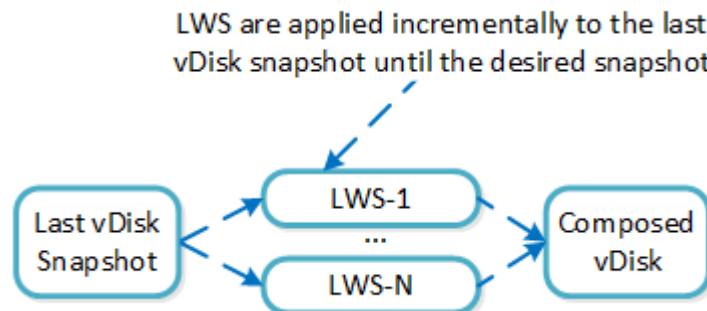 LWS are applied incrementally to the last
vDisk snapshot until the desired snapshot
LWS-1
Last vDisk
Snapshot
...
Composed
vDisk
LWS-N